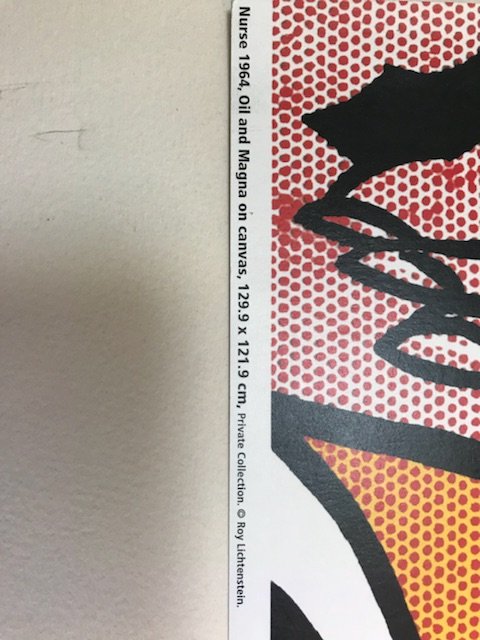 Nurse 1964, Oil and Magna on canvas, 129.9 x 121.9 cm, Private Collection. © Roy Lichtenstein.